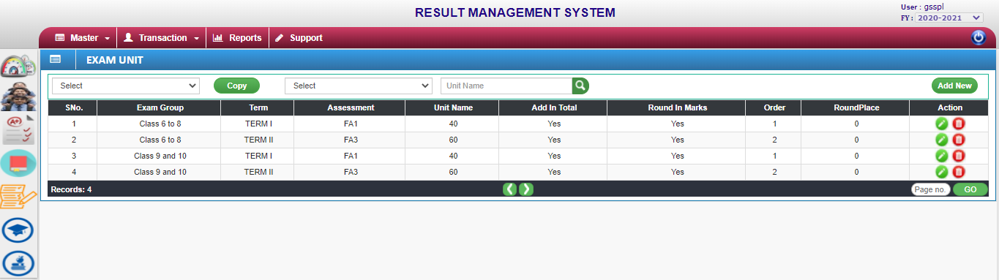 RESULT MANAGEMENT SYSTEM
User : gsspl
FY : 2020-2021
Master Transaction Reports Support
EXAM UNIT
Select Copy Select Unit Name Add New
SNo. Exam Group Term Assessment Unit Name Add In Total Round In Marks Order RoundPlace Action
1 Class 6 to 8 TERM I FA1 40 Yes Yes 1 0
2 Class 6 to 8 TERM II FA3 60 Yes Yes 2 0
3 Class 9 and 10 TERM I FA1 40 Yes Yes 1 0
4 Class 9 and 10 TERM II FA3 60 Yes Yes 2 0
Records: 4 Page no. GO
A+